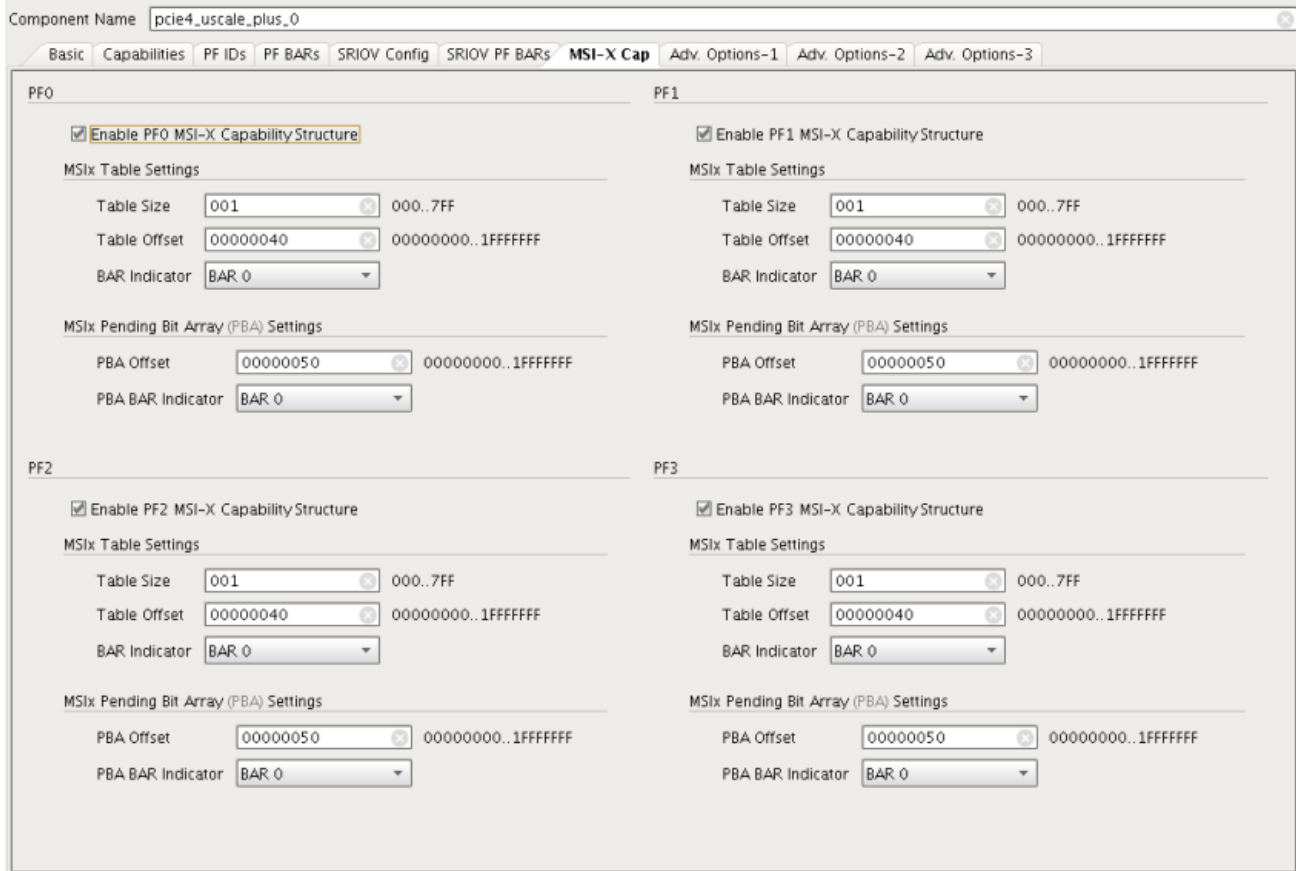 Component Name pcie4_uscale_plus_0
Basic Capabilities PF IDs PF BARs SRIOV Config SRIOV PF BARs MSI-X Cap Adv. Options-1 Adv. Options-2 Adv. Options-3
PF0
Enable PF0 MSI-X Capability Structure
MSIx Table Settings
Table Size 001 000..7FF
Table Offset 00000040 00000000..1FFFFFFF
BAR Indicator BAR 0
MSIx Pending Bit Array (PBA) Settings
PBA Offset 00000050 00000000..1FFFFFFF
PBA BAR Indicator BAR 0
PF1
Enable PF1 MSI-X Capability Structure
MSIx Table Settings
Table Size 001 000..7FF
Table Offset 00000040 00000000..1FFFFFFF
BAR Indicator BAR 0
MSIx Pending Bit Array (PBA) Settings
PBA Offset 00000050 00000000..1FFFFFFF
PBA BAR Indicator BAR 0
PF2
Enable PF2 MSI-X Capability Structure
MSIx Table Settings
Table Size 001 000..7FF
Table Offset 00000040 00000000..1FFFFFFF
BAR Indicator BAR 0
MSIx Pending Bit Array (PBA) Settings
PBA Offset 00000050 00000000..1FFFFFFF
PBA BAR Indicator BAR 0
PF3
Enable PF3 MSI-X Capability Structure
MSIx Table Settings
Table Size 001 000..7FF
Table Offset 00000040 00000000..1FFFFFFF
BAR Indicator BAR 0
MSIx Pending Bit Array (PBA) Settings
PBA Offset 00000050 00000000..1FFFFFFF
PBA BAR Indicator BAR 0